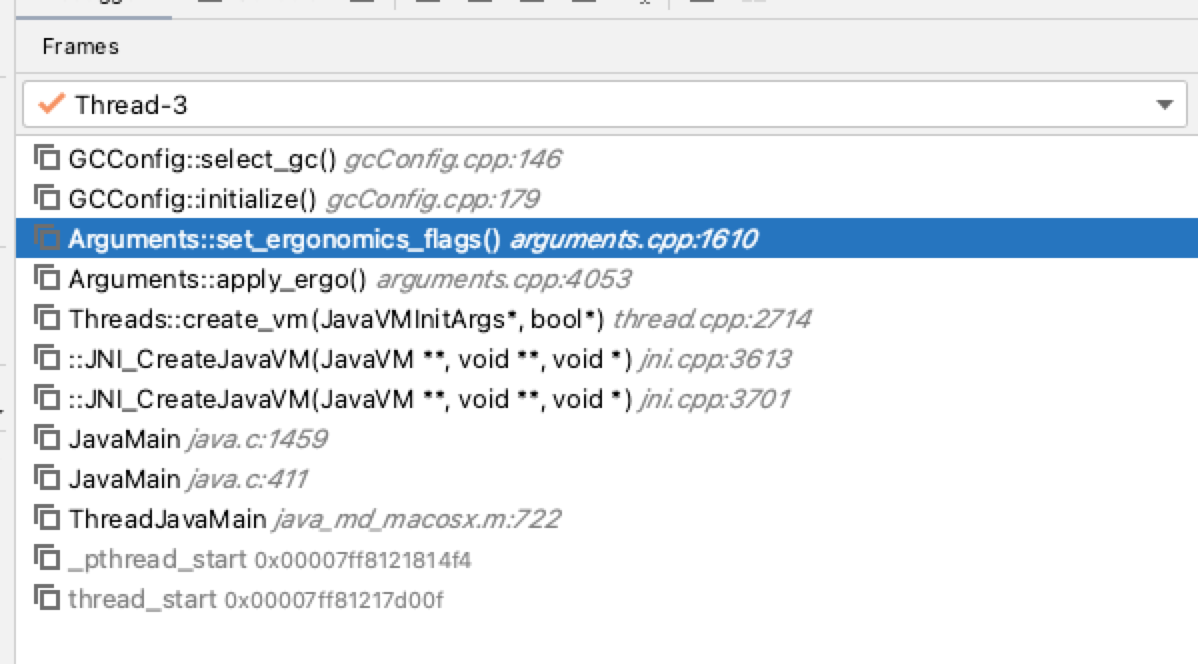 Frames
Thread-3
GCConfig::select_gc() gcConfig.cpp:146
GCConfig::initialize() gcConfig.cpp:179
Arguments::set_ergonomics_flags() arguments.cpp:1610
Arguments::apply_ergo() arguments.cpp:4053
Threads::create_vm(JavaVMInitArgs*, bool*) thread.cpp:2714
::JNI_CreateJavaVM(JavaVM **, void **, void *) jni.cpp:3613
::JNI_CreateJavaVM(JavaVM **, void **, void *) jni.cpp:3701
JavaMain java.c:1459
JavaMain java.c:411
ThreadJavaMain java_md_macosx.m:722
_pthread_start 0x00007ff8121814f4
thread_start 0x00007ff81217d00f